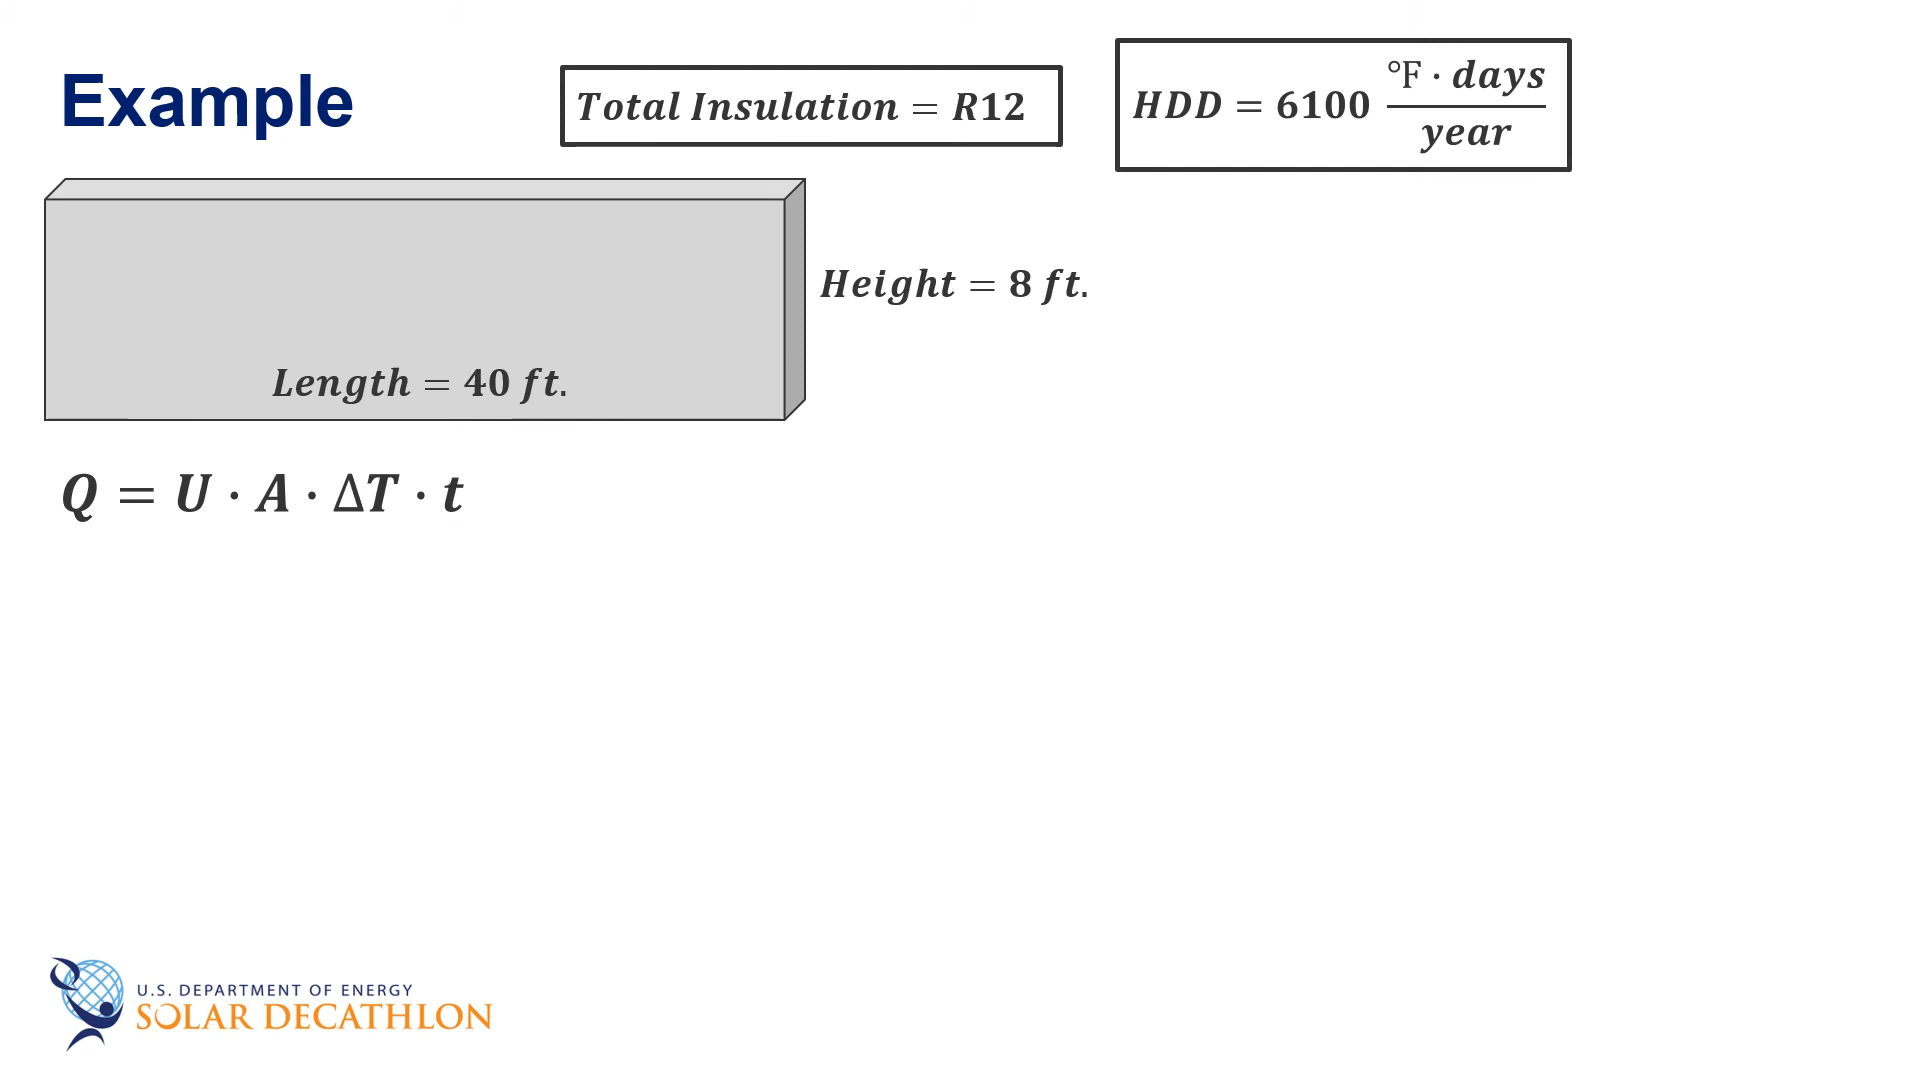 Example
Total Insulation = R12
HDD = 6100 °F · days / year
Height = 8 ft.
Length = 40 ft.
Q = U · A · ΔT · t
U.S. DEPARTMENT OF ENERGY
SOLAR DECATHLON